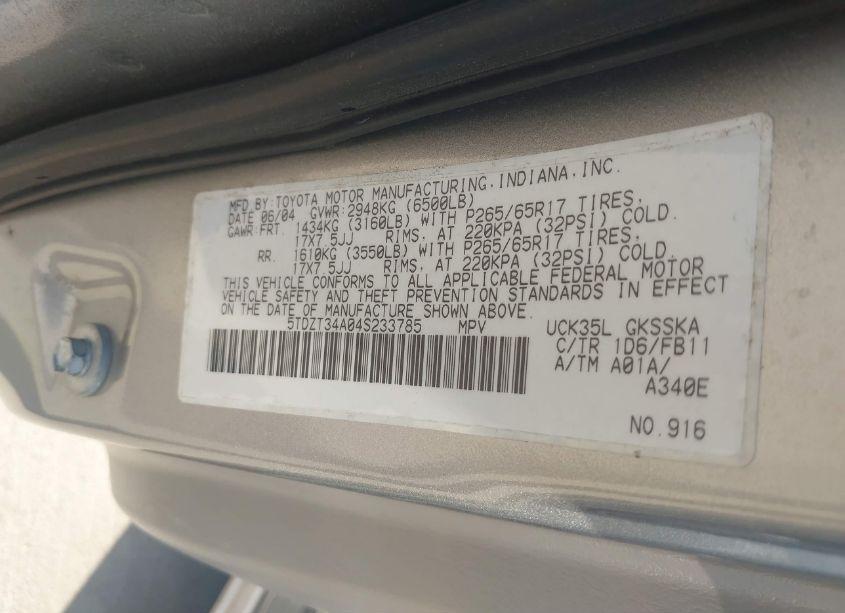 MFD.BY:TOYOTA MOTOR MANUFACTURING,INDIANA,INC.
DATE 06/04 GVWR:2948KG (6500LB)
GAWR:FRT. 1434KG (3160LB) WITH P265/65R17 TIRES,
17X7.5JJ RIMS, AT 220KPA (32PSI) COLD.
RR. 1610KG (3550LB) WITH P265/65R17 TIRES,
17X7.5JJ RIMS, AT 220KPA (32PSI) COLD.
THIS VEHICLE CONFORMS TO ALL APPLICABLE FEDERAL MOTOR
VEHICLE SAFETY AND THEFT PREVENTION STANDARDS IN EFFECT
ON THE DATE OF MANUFACTURE SHOWN ABOVE.
5TDZT34A04S233785 MPV UCK35L GKSSKA
C/TR 1D6/FB11
A/TM A01A/
A340E
NO.916